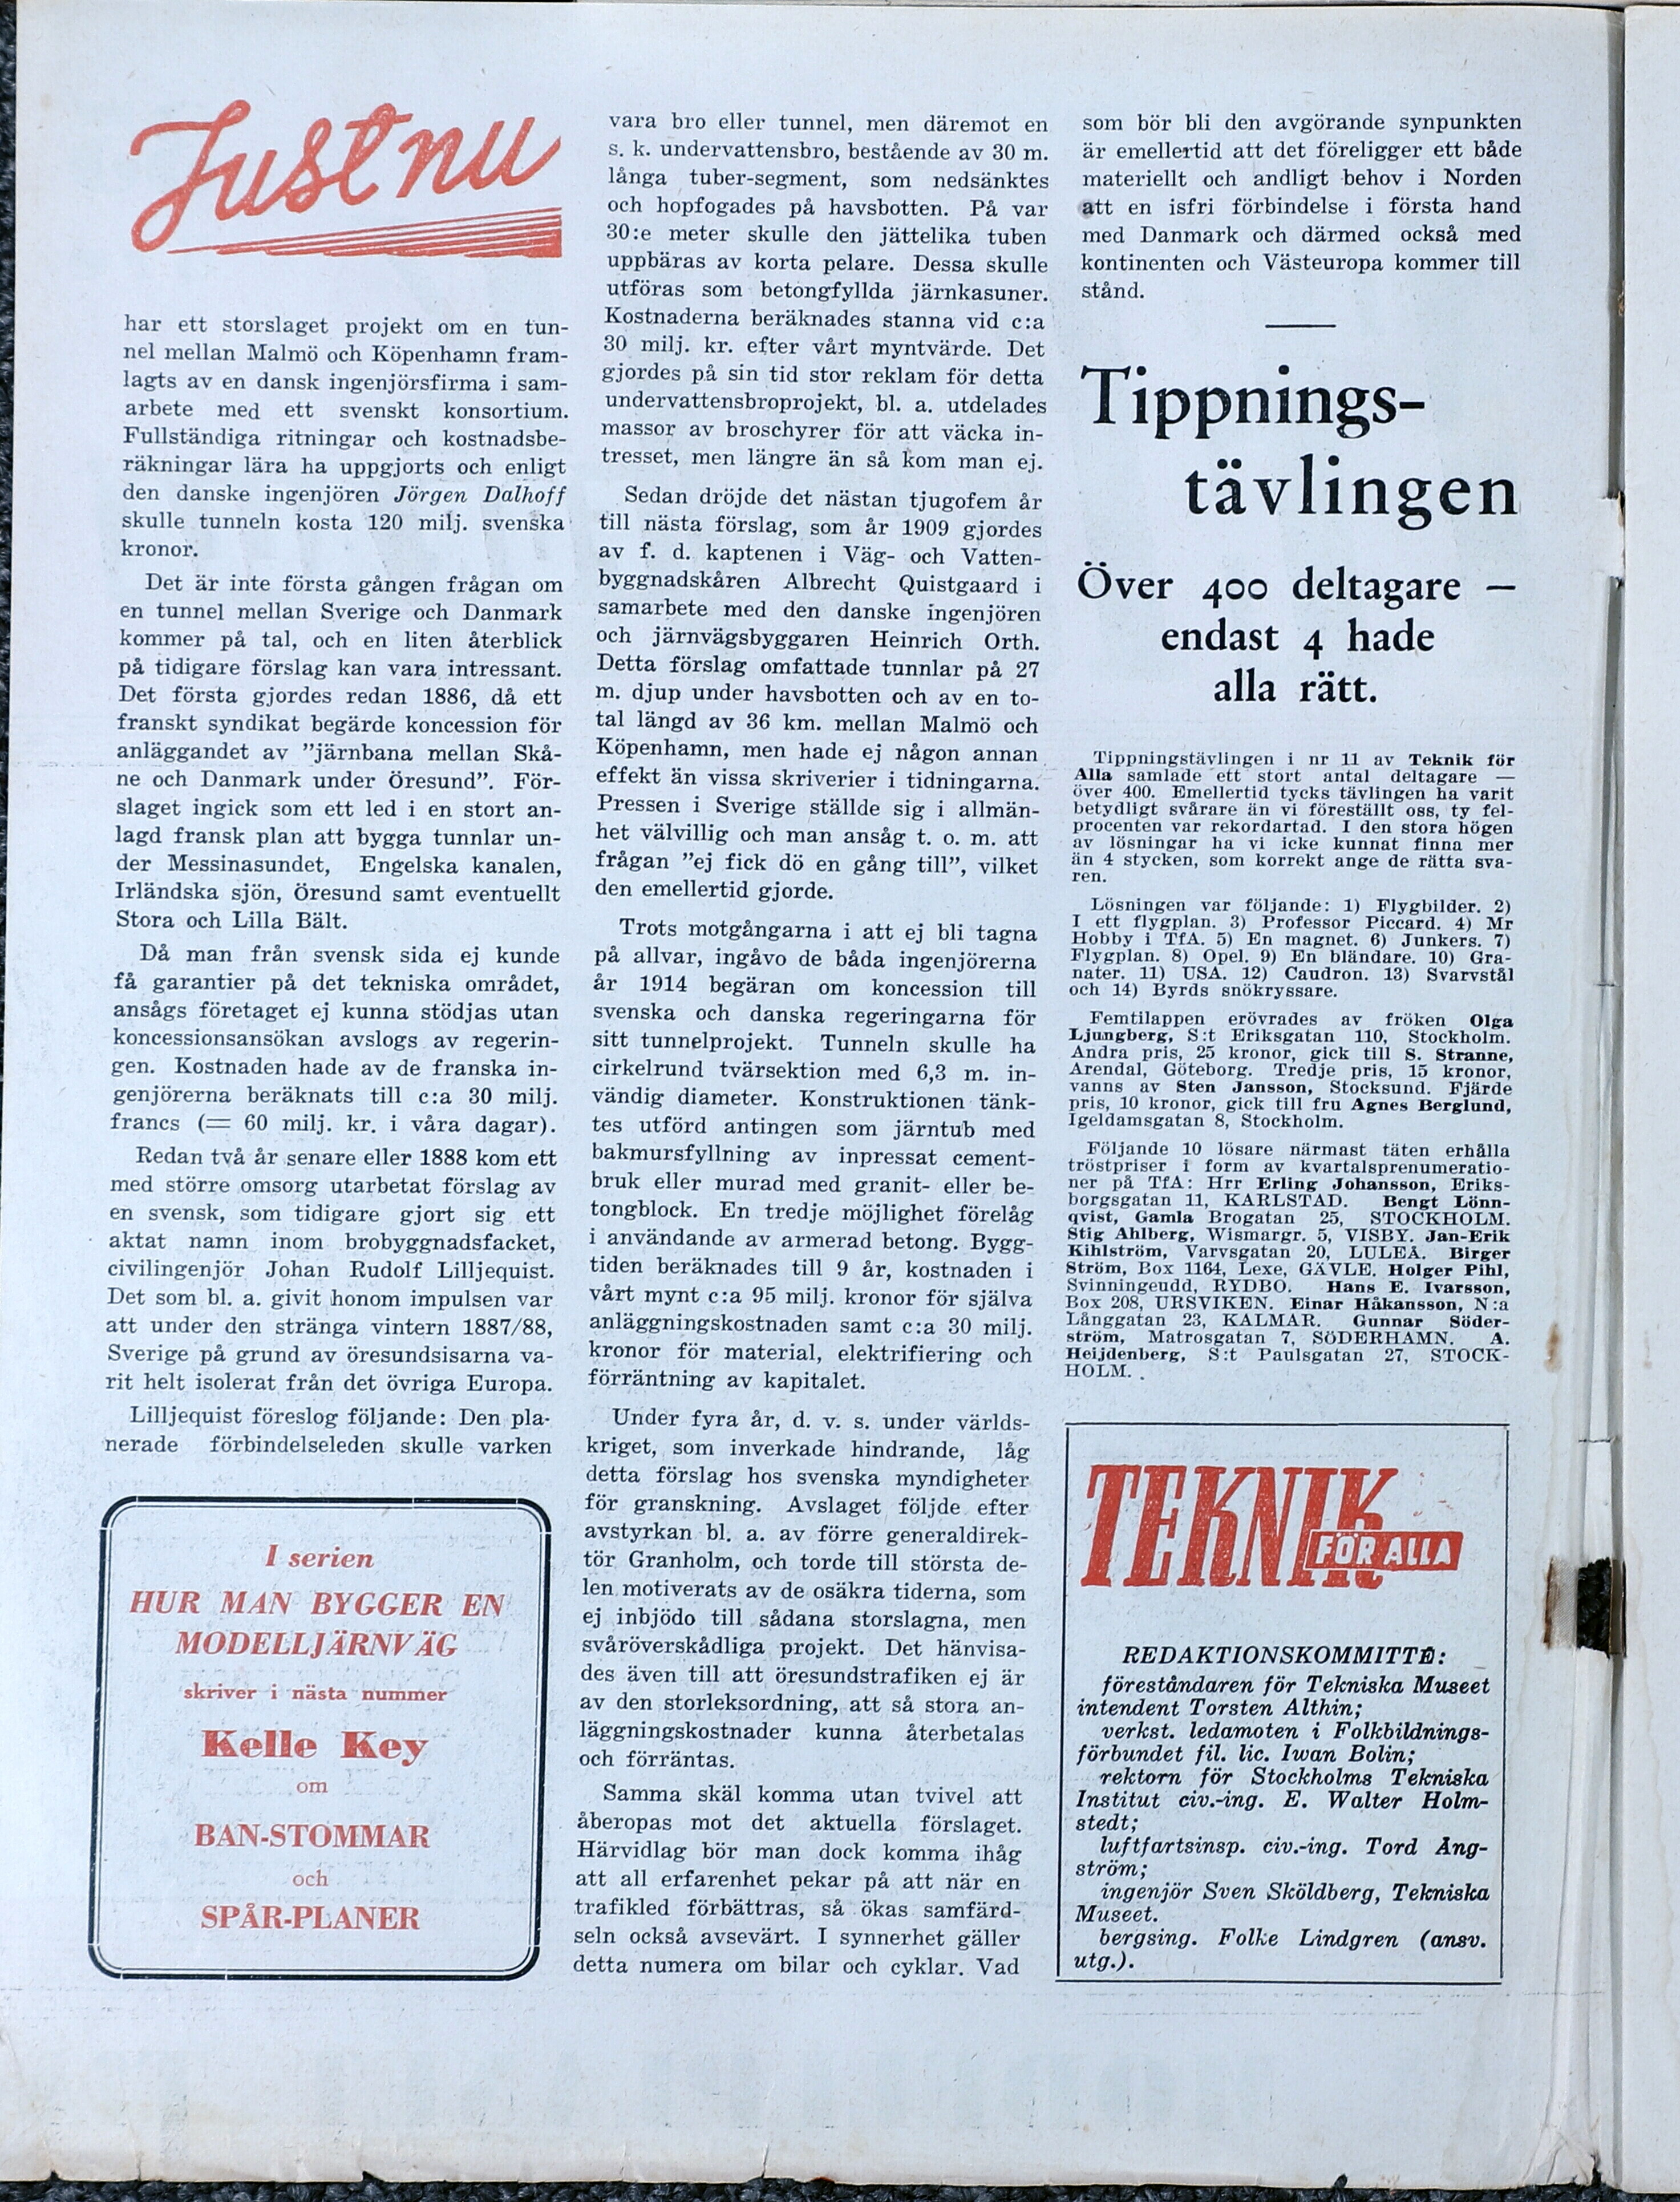 Just nu
har ett storslaget projekt om en tun-
nel mellan Malmö och Köpenhamn fram-
lagts av en dansk ingenjörsfirma i sam-
arbete med ett svenskt konsortium.
Fullständiga ritningar och kostnadsbe-
räkningar lära ha uppgjorts och enligt
den danske ingenjören Jörgen Dalhoff
skulle tunneln kosta 120 milj. svenska
kronor.
Det är inte första gången frågan om
en tunnel mellan Sverige och Danmark
kommer på tal, och en liten återblick
på tidigare förslag kan vara intressant.
Det första gjordes redan 1886, då ett
franskt syndikat begärde koncession för
anläggandet av "järnbana mellan Skå-
ne och Danmark under Öresund". För-
slaget ingick som ett led i en stort an-
lagd fransk plan att bygga tunnlar un-
der Messinasundet, Engelska kanalen,
Irländska sjön, Öresund samt eventuellt
Stora och Lilla Bält.
Då man från svensk sida ej kunde
få garantier på det tekniska området,
ansågs företaget ej kunna stödjas utan
koncessionsansökan avslogs av regerin-
gen. Kostnaden hade av de franska in-
genjörerna beräknats till c:a 30 milj.
francs (= 60 milj. kr. i våra dagar).
Redan två år senare eller 1888 kom ett
med större omsorg utarbetat förslag av
en svensk, som tidigare gjort sig ett
aktat namn inom brobyggnadsfacket,
civilingenjör Johan Rudolf Lilljequist.
Det som bl. a. givit honom impulsen var
att under den stränga vintern 1887/88,
Sverige på grund av öresundsisarna va-
rit helt isolerat från det övriga Europa.
Lilljequist föreslog följande: Den pla-
nerade förbindelseleden skulle varken
I serien
HUR MAN BYGGER EN
MODELLJÄRNVÄG
skriver i nästa nummer
Kelle Key
om
BAN-STOMMAR
och
SPÅR-PLANER
vara bro eller tunnel, men däremot en
s. k. undervattensbro, bestående av 30 m.
långa tuber-segment, som nedsänktes
och hopfogades på havsbotten. På var
30:e meter skulle den jättelika tuben
uppbäras av korta pelare. Dessa skulle
utföras som betongfyllda järnkasuner.
Kostnaderna beräknades stanna vid c:a
30 milj. kr. efter vårt myntvärde. Det
gjordes på sin tid stor reklam för detta
undervattensbroprojekt, bl. a. utdelades
massor av broschyrer för att väcka in-
tresset, men längre än så kom man ej.
Sedan dröjde det nästan tjugofem år
till nästa förslag, som år 1909 gjordes
av f. d. kaptenen i Väg- och Vatten-
byggnadskåren Albrecht Quistgaard i
samarbete med den danske ingenjören
och järnvägsbyggaren Heinrich Orth.
Detta förslag omfattade tunnlar på 27
m. djup under havsbotten och av en to-
tal längd av 36 km. mellan Malmö och
Köpenhamn, men hade ej någon annan
effekt än vissa skriverier i tidningarna.
Pressen i Sverige ställde sig i allmän-
het välvillig och man ansåg t. o. m. att
frågan "ej fick dö en gång till", vilket
den emellertid gjorde.
Trots motgångarna i att ej bli tagna
på allvar, ingåvo de båda ingenjörerna
år 1914 begäran om koncession till
svenska och danska regeringarna för
sitt tunnelprojekt. Tunneln skulle ha
cirkelrund tvärsektion med 6,3 m. in-
vändig diameter. Konstruktionen tänk-
tes utförd antingen som järntub med
bakmursfyllning av inpressat cement-
bruk eller murad med granit- eller be-
tongblock. En tredje möjlighet förelåg
i användande av armerad betong. Bygg-
tiden beräknades till 9 år, kostnaden i
vårt mynt c:a 95 milj. kronor för själva
anläggningskostnaden samt c:a 30 milj.
kronor för material, elektrifiering och
förräntning av kapitalet.
Under fyra år, d. v. s. under världs-
kriget, som inverkade hindrande, låg
detta förslag hos svenska myndigheter
för granskning. Avslaget följde efter
avstyrkan bl. a. av förre generaldirek-
tör Granholm, och torde till största de-
len motiverats av de osäkra tiderna, som
ej inbjödo till sådana storslagna, men
svåröverskådliga projekt. Det hänvisa-
des även till att öresundstrafiken ej är
av den storleksordning, att så stora an-
läggningskostnader kunna återbetalas
och förräntas.
Samma skäl komma utan tvivel att
åberopas mot det aktuella förslaget.
Härvidlag bör man dock komma ihåg
att all erfarenhet pekar på att när en
trafikled förbättras, så ökas samfärd-
seln också avsevärt. I synnerhet gäller
detta numera om bilar och cyklar. Vad
som bör bli den avgörande synpunkten
är emellertid att det föreligger ett både
materiellt och andligt behov i Norden
att en isfri förbindelse i första hand
med Danmark och därmed också med
kontinenten och Västeuropa kommer till
stånd.
Tippnings-
tävlingen
Över 400 deltagare —
endast 4 hade
alla rätt.
Tippningstävlingen i nr 11 av Teknik för
Alla samlade ett stort antal deltagare —
över 400. Emellertid tycks tävlingen ha varit
betydligt svårare än vi föreställt oss, ty fel-
procenten var rekordartad. I den stora högen
av lösningar ha vi icke kunnat finna mer
än 4 stycken, som korrekt ange de rätta sva-
ren.
Lösningen var följande: 1) Flygbilder. 2)
I ett flygplan. 3) Professor Piccard. 4) Mr
Hobby i TfA. 5) En magnet. 6) Junkers. 7)
Flygplan. 8) Opel. 9) En bländare. 10) Gra-
nater. 11) USA. 12) Caudron. 13) Svarvstål
och 14) Byrds snökryssare.
Femtilappen erövrades av fröken Olga
Ljungberg, S:t Eriksgatan 110, Stockholm.
Andra pris, 25 kronor, gick till S. Stranne,
Arendal, Göteborg. Tredje pris, 15 kronor,
vanns av Sten Jansson, Stocksund. Fjärde
pris, 10 kronor, gick till fru Agnes Berglund,
Igeldamsgatan 8, Stockholm.
Följande 10 lösare närmast täten erhålla
tröstpriser i form av kvartalsprenumeratio-
ner på TfA: Hrr Erling Johansson, Eriks-
borgsgatan 11, KARLSTAD. Bengt Lönn-
qvist, Gamla Brogatan 25, STOCKHOLM.
Stig Ahlberg, Wismargr. 5, VISBY. Jan-Erik
Kihlström, Varvsgatan 20, LULEÅ. Birger
Ström, Box 1164, Lexe, GÄVLE. Holger Pihl,
Svinningeudd, RYDBO. Hans E. Ivarsson,
Box 208, URSVIKEN. Einar Håkansson, N:a
Långgatan 23, KALMAR. Gunnar Söder-
ström, Matrosgatan 7, SÖDERHAMN. A.
Heijdenberg, S:t Paulsgatan 27, STOCK-
HOLM.
TEKNIK
FÖR ALLA
REDAKTIONSKOMMITTÉ:
föreståndaren för Tekniska Museet
intendent Torsten Althin;
verkst. ledamoten i Folkbildnings-
förbundet fil. lic. Iwan Bolin;
rektorn för Stockholms Tekniska
Institut civ.-ing. E. Walter Holm-
stedt;
luftfartsinsp. civ.-ing. Tord Ång-
ström;
ingenjör Sven Sköldberg, Tekniska
Museet.
bergsing. Folke Lindgren (ansv.
utg.).